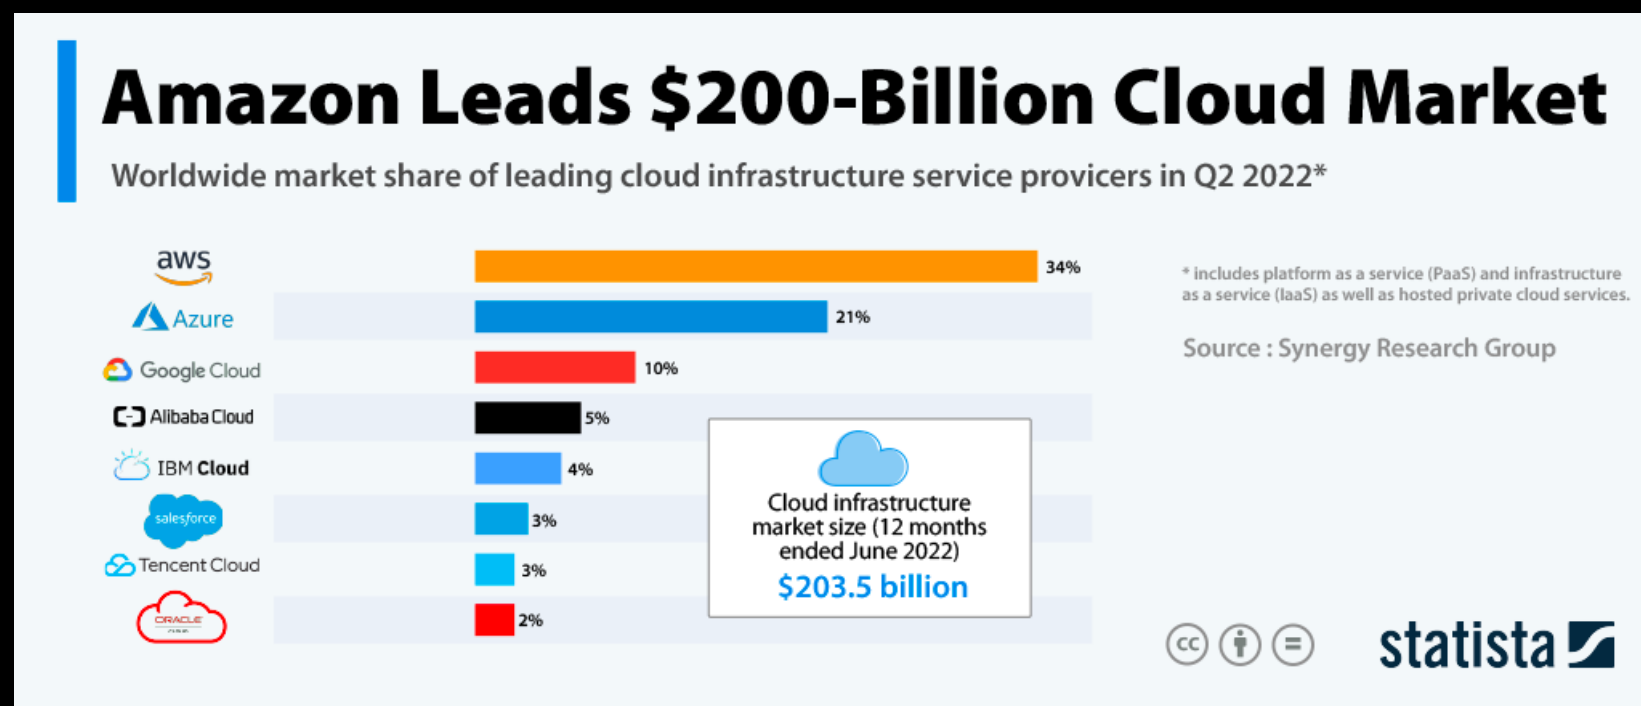 Amazon Leads $200-Billion Cloud Market
Worldwide market share of leading cloud infrastructure service provicers in Q2 2022*
aws
34%
Azure
21%
Google Cloud
10%
Alibaba Cloud
5%
IBM Cloud
4%
salesforce
3%
Tencent Cloud
3%
ORACLE
2%
Cloud infrastructure
market size (12 months
ended June 2022)
$203.5 billion
* includes platform as a service (PaaS) and infrastructure
as a service (IaaS) as well as hosted private cloud services.
Source : Synergy Research Group
cc
statista